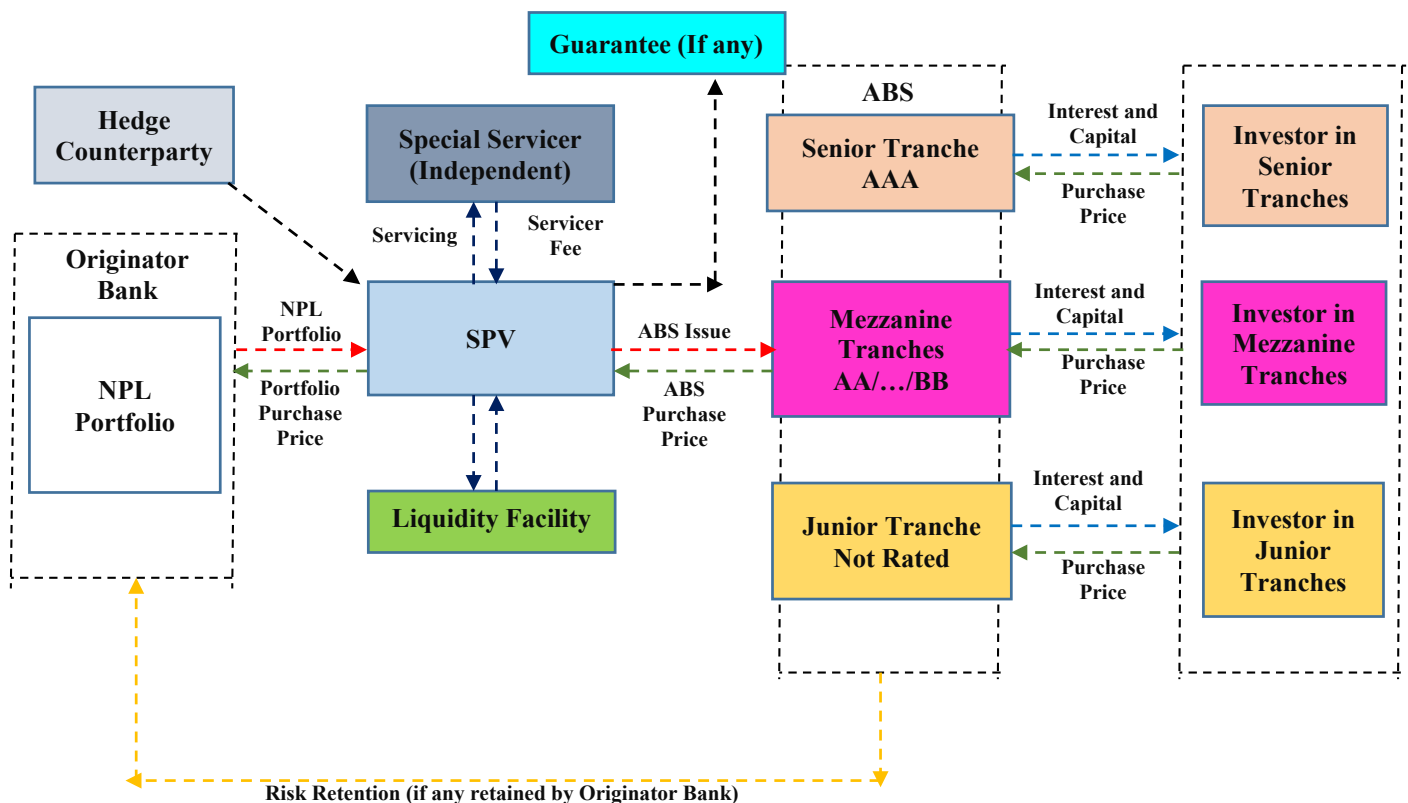 Guarantee (If any)
ABS
Hedge
Counterparty
Special Servicer
(Independent)
Senior Tranche
AAA
Interest and
Capital
Purchase
Price
Investor in
Senior
Tranches
Servicing
Servicer
Fee
Originator
Bank
NPL
Portfolio
NPL
Portfolio
Portfolio
Purchase
Price
SPV
ABS Issue
ABS
Purchase
Price
Mezzanine
Tranches
AA/…/BB
Interest and
Capital
Purchase
Price
Investor in
Mezzanine
Tranches
Liquidity Facility
Junior Tranche
Not Rated
Interest and
Capital
Purchase
Price
Investor in
Junior
Tranches
Risk Retention (if any retained by Originator Bank)